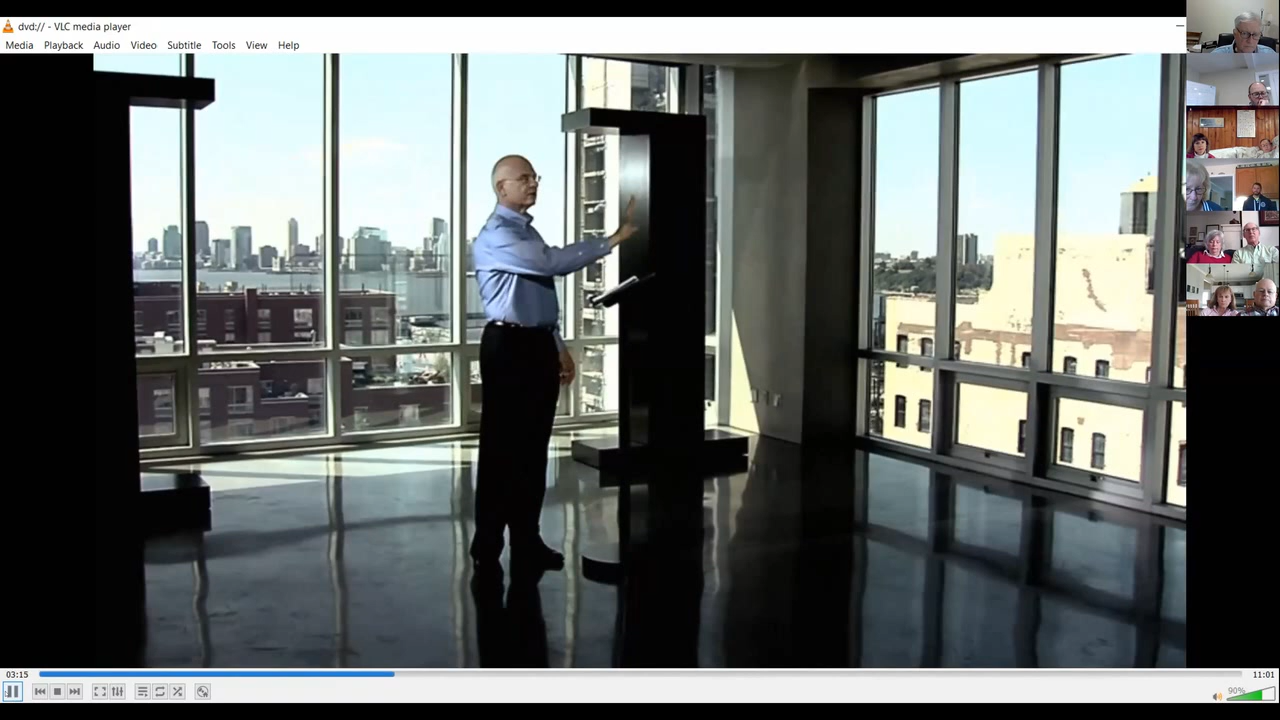 dvd:// - VLC media player
Media Playback Audio Video Subtitle Tools View Help
03:15
11:01
90%